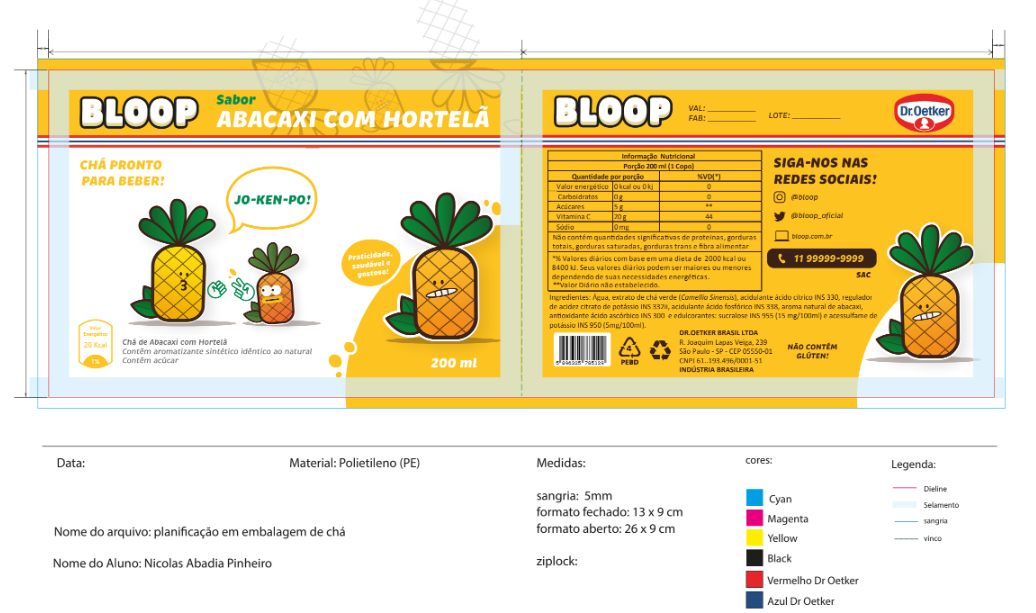 BLOOP
Sabor
ABACAXI COM HORTELÃ
CHÁ PRONTO
PARA BEBER!
JO-KEN-PO!
Praticidade,
saudável e
gostoso!
Valor
Energético
20 Kcal
1%
Chá de Abacaxi com Hortelã
Contêm aromatizante sintético idêntico ao natural
Contêm açúcar
200 ml
BLOOP
VAL:
FAB:
LOTE:
Dr.Oetker
Informação Nutricional
Porção 200 ml (1 Copo)
Quantidade por porção %VD(*)
Valor energético 0 kcal ou 0 kj 0
Carboidratos 0 g 0
Açúcares 5 g **
Vitamina C 20 g 44
Sódio 0 mg 0
Não contém quantidades significativas de proteínas, gorduras
totais, gorduras saturadas, gorduras trans e fibra alimentar
*% Valores diários com base em uma dieta de 2000 kcal ou
8400 kJ. Seus valores diários podem ser maiores ou menores
dependendo de suas necessidades energéticas.
**Valor Diário não estabelecido.
SIGA-NOS NAS
REDES SOCIAIS!
@bloop
@bloop_oficial
bloop.com.br
11 99999-9999
SAC
Ingredientes: Água, extrato de chá verde (Camellia Sinensis), acidulante ácido cítrico INS 330, regulador
de acidez citrato de potássio INS 332ii, acidulante ácido fosfórico INS 338, aroma natural de abacaxi,
antioxidante ácido ascórbico INS 300 e edulcorantes: sucralose INS 955 (15 mg/100ml) e acessulfame de
potássio INS 950 (5mg/100ml).
4
PEBD
DR.OETKER BRASIL LTDA
R. Joaquim Lapas Veiga, 239
São Paulo - SP - CEP 05550-01
CNPJ 61..193.496/0001-51
INDÚSTRIA BRASILEIRA
NÃO CONTÉM
GLÚTEN!
Data:
Material: Polietileno (PE)
Nome do arquivo: planificação em embalagem de chá
Nome do Aluno: Nicolas Abadia Pinheiro
Medidas:
sangria: 5mm
formato fechado: 13 x 9 cm
formato aberto: 26 x 9 cm
ziplock:
cores:
Cyan
Magenta
Yellow
Black
Vermelho Dr Oetker
Azul Dr Oetker
Legenda:
Dieline
Selamento
sangria
vinco